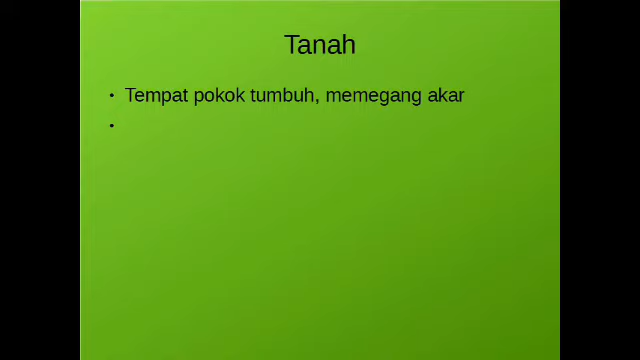 Tanah
• Tempat pokok tumbuh, memegang akar
•